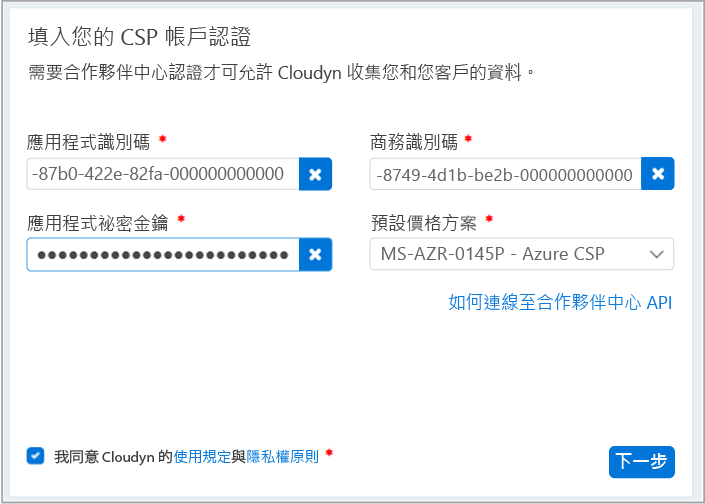 填入您的 CSP 帳戶認證
需要合作夥伴中心認證才可允許 Cloudyn 收集您和您客戶的資料。
應用程式識別碼 * 商務識別碼 *
-87b0-422e-82fa-000000000000 -8749-4d1b-be2b-000000000000
應用程式祕密金鑰 * 預設價格方案 *
●●●●●●●●●●●●●●●●●●●●●●●● MS-AZR-0145P - Azure CSP
如何連線至合作夥伴中心 API
我同意 Cloudyn 的使用規定與隱私權原則 *
下一步